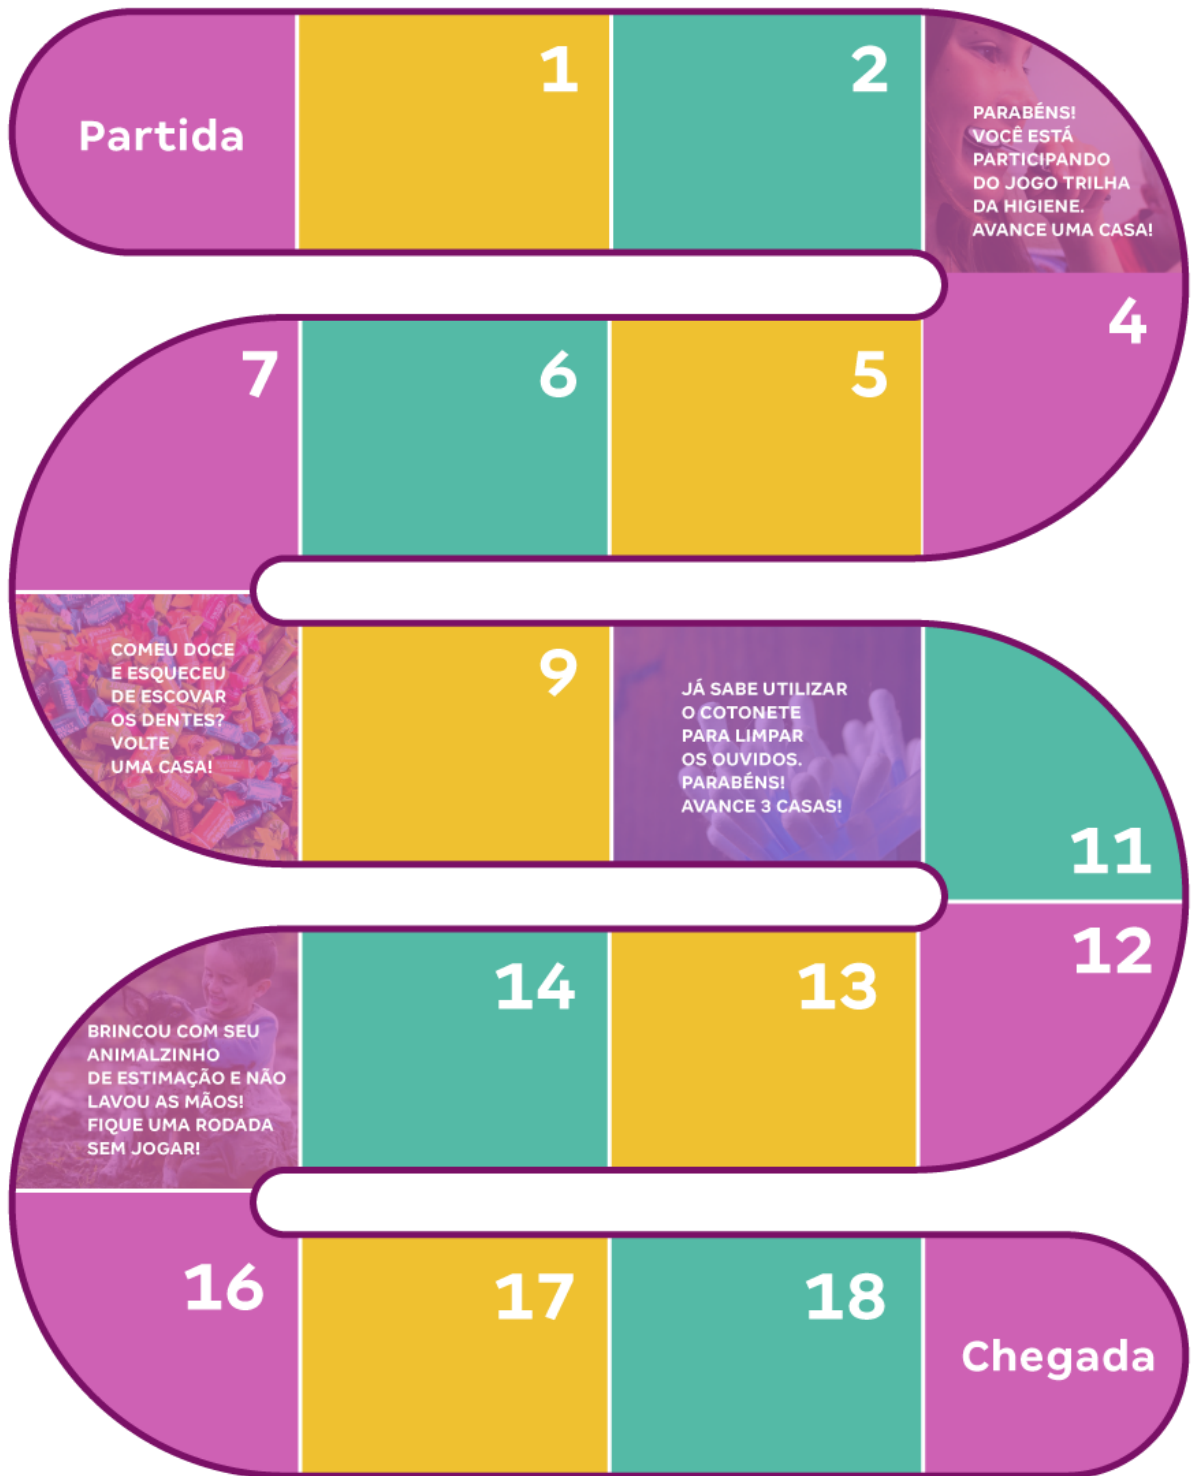 Partida
1
2
PARABÉNS!
VOCÊ ESTÁ
PARTICIPANDO
DO JOGO TRILHA
DA HIGIENE.
AVANCE UMA CASA!
4
5
6
7
COMEU DOCE
E ESQUECEU
DE ESCOVAR
OS DENTES?
VOLTE
UMA CASA!
9
JÁ SABE UTILIZAR
O COTONETE
PARA LIMPAR
OS OUVIDOS.
PARABÉNS!
AVANCE 3 CASAS!
11
12
13
14
BRINCOU COM SEU
ANIMALZINHO
DE ESTIMAÇÃO E NÃO
LAVOU AS MÃOS!
FIQUE UMA RODADA
SEM JOGAR!
16
17
18
Chegada